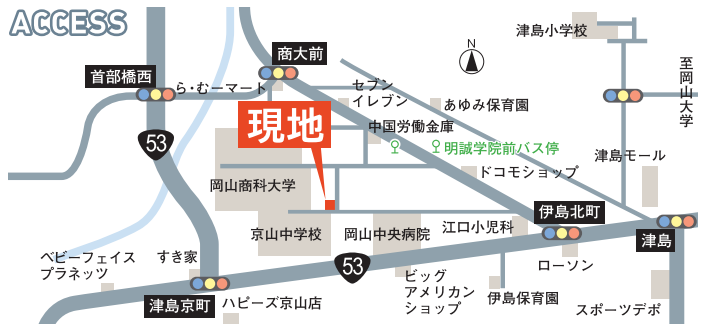 ACCESS
N
商大前
津島小学校
首部橋西
ら・むーマート
セブン
イレブン
あゆみ保育園
至岡山大学
53
現地
中国労働金庫
明誠学院前バス停
ドコモショップ
津島モール
岡山商科大学
京山中学校
岡山中央病院
江口小児科
伊島北町
津島
ベビーフェイス
プラネッツ
すき家
53
ビッグ
アメリカン
ショップ
ローソン
伊島保育園
スポーツデポ
津島京町
ハピーズ京山店